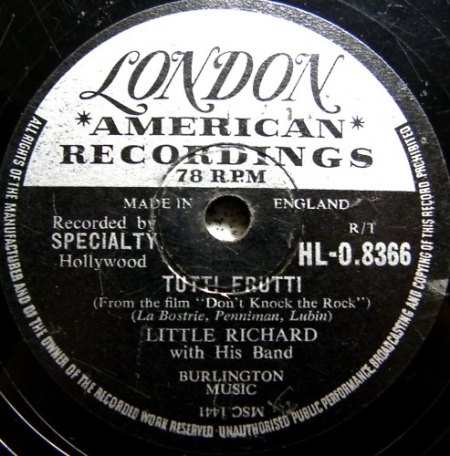 LONDON
*AMERICAN*
RECORDINGS
78 RPM
MADE IN ENGLAND
Recorded by
SPECIALTY
Hollywood
R/T
HL-O.8366
TUTTI FRUTTI
(From the film "Don't Knock the Rock")
(La Bostrie, Penniman, Lubin)
LITTLE RICHARD
with His Band
BURLINGTON
MUSIC
MSC 1441
ALL RIGHTS OF THE MANUFACTURER AND OF THE OWNER OF THE RECORDED WORK RESERVED · UNAUTHORISED PUBLIC PERFORMANCE, BROADCASTING AND COPYING OF THIS RECORD PROHIBITED